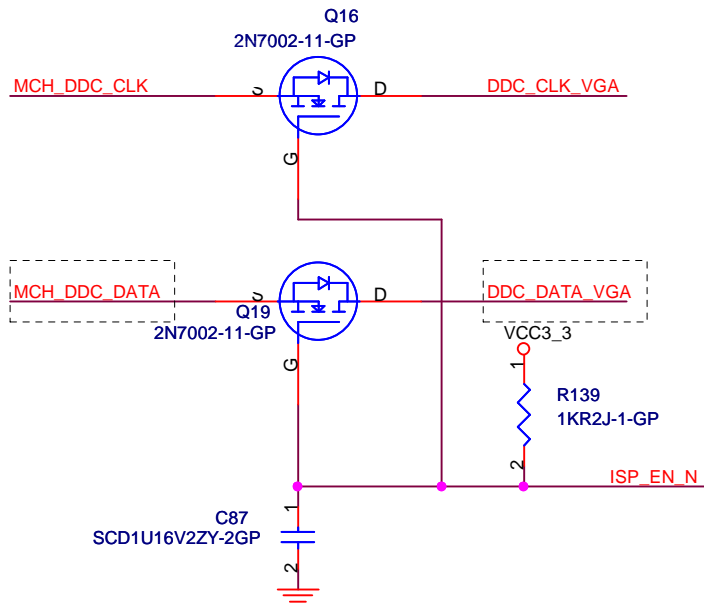 Q16
2N7002-11-GP
MCH_DDC_CLK
S
D
DDC_CLK_VGA
G
MCH_DDC_DATA
S
D
DDC_DATA_VGA
Q19
2N7002-11-GP
VCC3_3
G
1
R139
1KR2J-1-GP
2
ISP_EN_N
1
C87
SCD1U16V2ZY-2GP
2